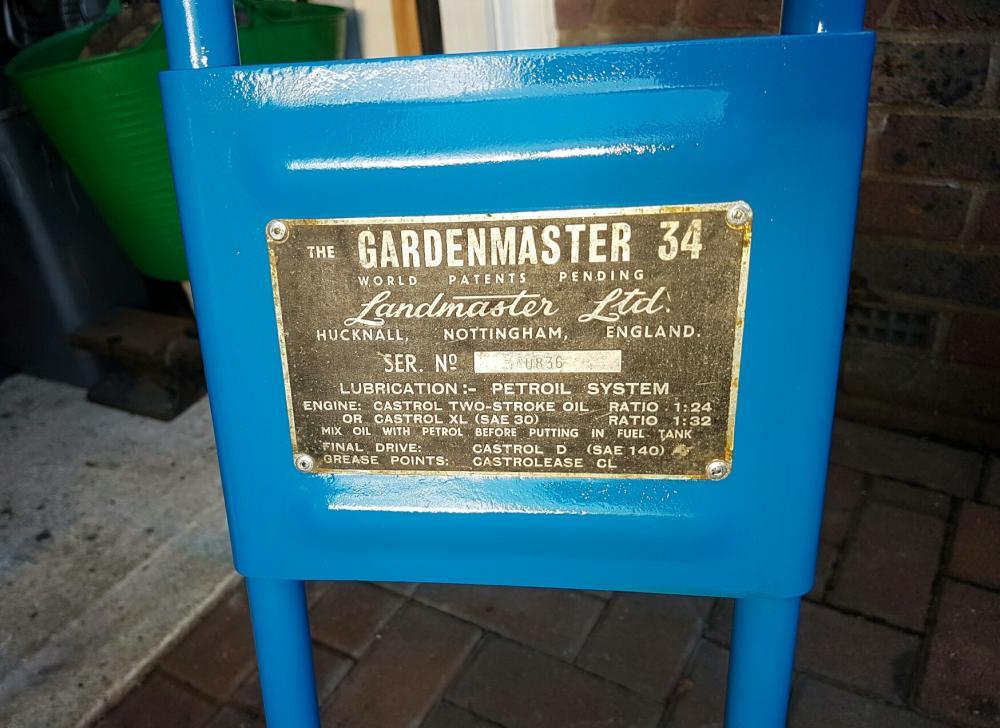 THE GARDENMASTER 34
WORLD PATENTS PENDING
Landmaster Ltd.
HUCKNALL, NOTTINGHAM, ENGLAND.
SER. Nº
LUBRICATION:- PETROIL SYSTEM
ENGINE: CASTROL TWO-STROKE OIL RATIO 1:24
OR CASTROL XL (SAE 30) RATIO 1:32
MIX OIL WITH PETROL BEFORE PUTTING IN FUEL TANK
FINAL DRIVE: CASTROL D (SAE 140)
GREASE POINTS: CASTROLEASE CL